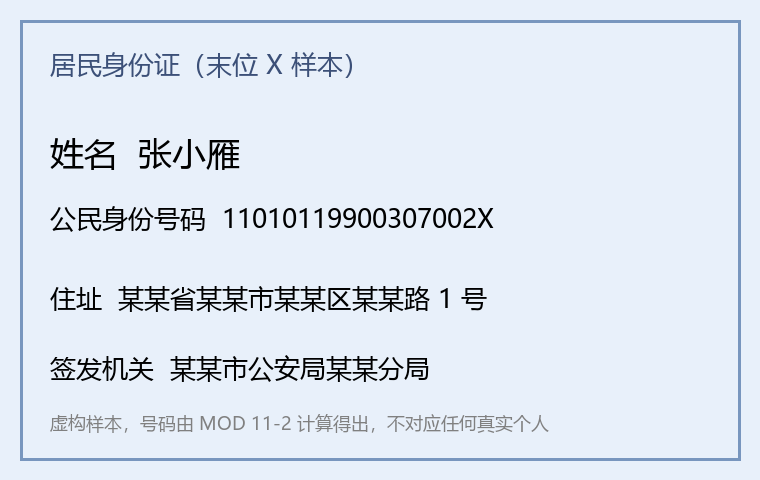 居民身份证（末位 X 样本）
姓名 张小雁
公民身份号码 11010119900307002X
住址 某某省某某市某某区某某路 1 号
签发机关 某某市公安局某某分局
虚构样本，号码由 MOD 11-2 计算得出，不对应任何真实个人